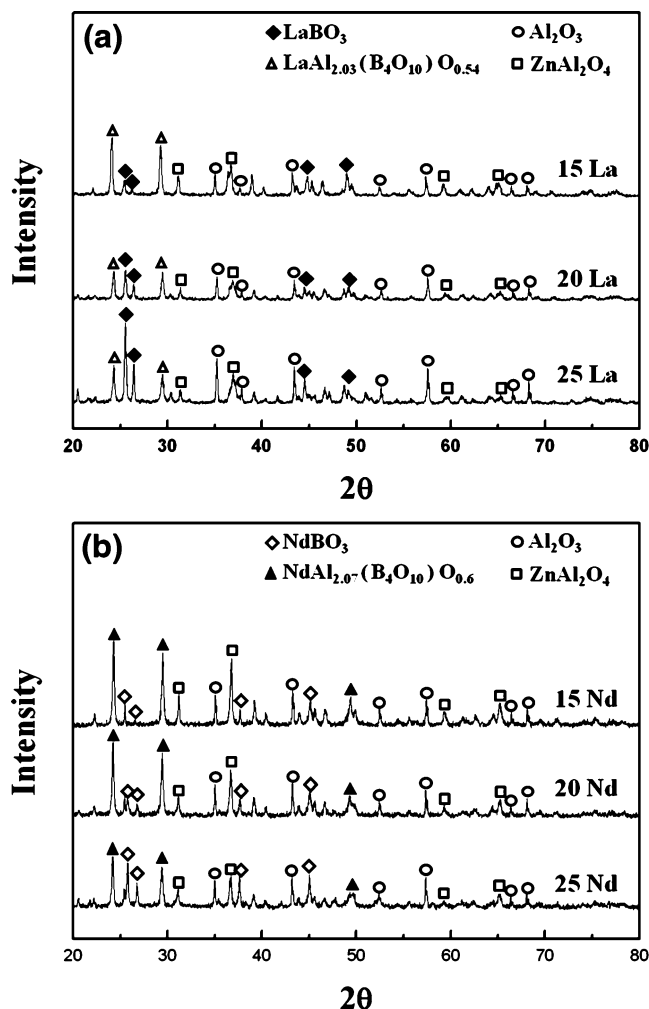 (a)
LaBO₃
Al₂O₃
LaAl₂.₀₃(B₄O₁₀)O₀.₅₄
ZnAl₂O₄
15 La
20 La
25 La
Intensity
20 30 40 50 60 70 80
2θ
(b)
NdBO₃
Al₂O₃
NdAl₂.₀₇(B₄O₁₀)O₀.₆
ZnAl₂O₄
15 Nd
20 Nd
25 Nd
Intensity
20 30 40 50 60 70 80
2θ